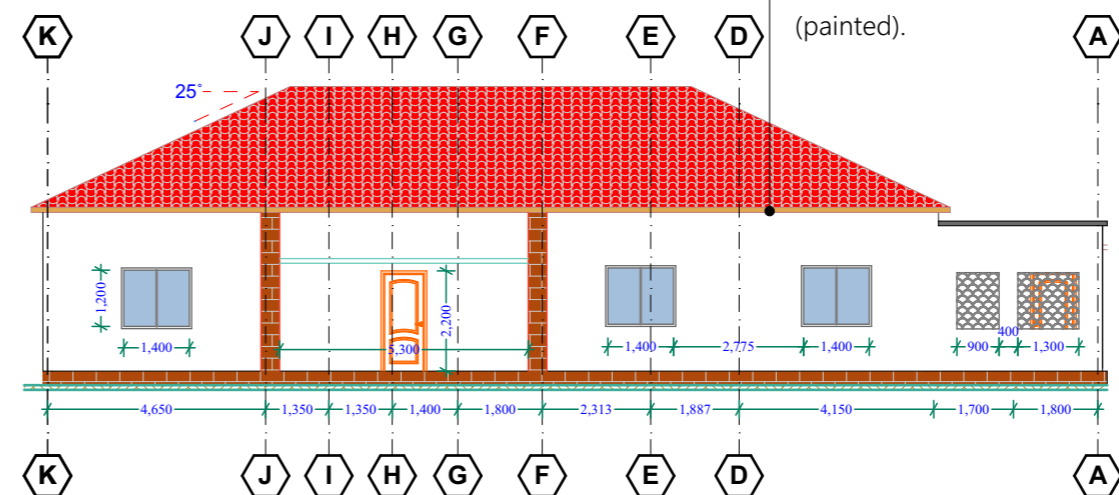 (painted).
K J I H G F E D A
25°
1,200
2,200
400
1,400 5,300 1,400 2,775 1,400 900 1,300
4,650 1,350 1,350 1,400 1,800 2,313 1,887 4,150 1,700 1,800
K J I H G F E D A